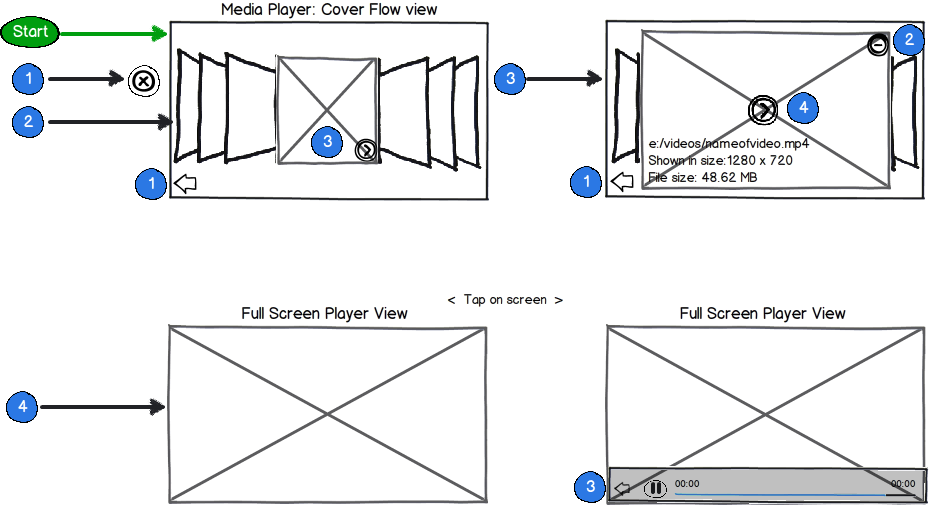 Media Player: Cover Flow view
Start
1
2
3
1
3
2
4
e:/videos/nameofvideo.mp4
Shown in size:1280 x 720
File size: 48.62 MB
1
< Tap on screen >
Full Screen Player View
4
Full Screen Player View
3
00:00
00:00